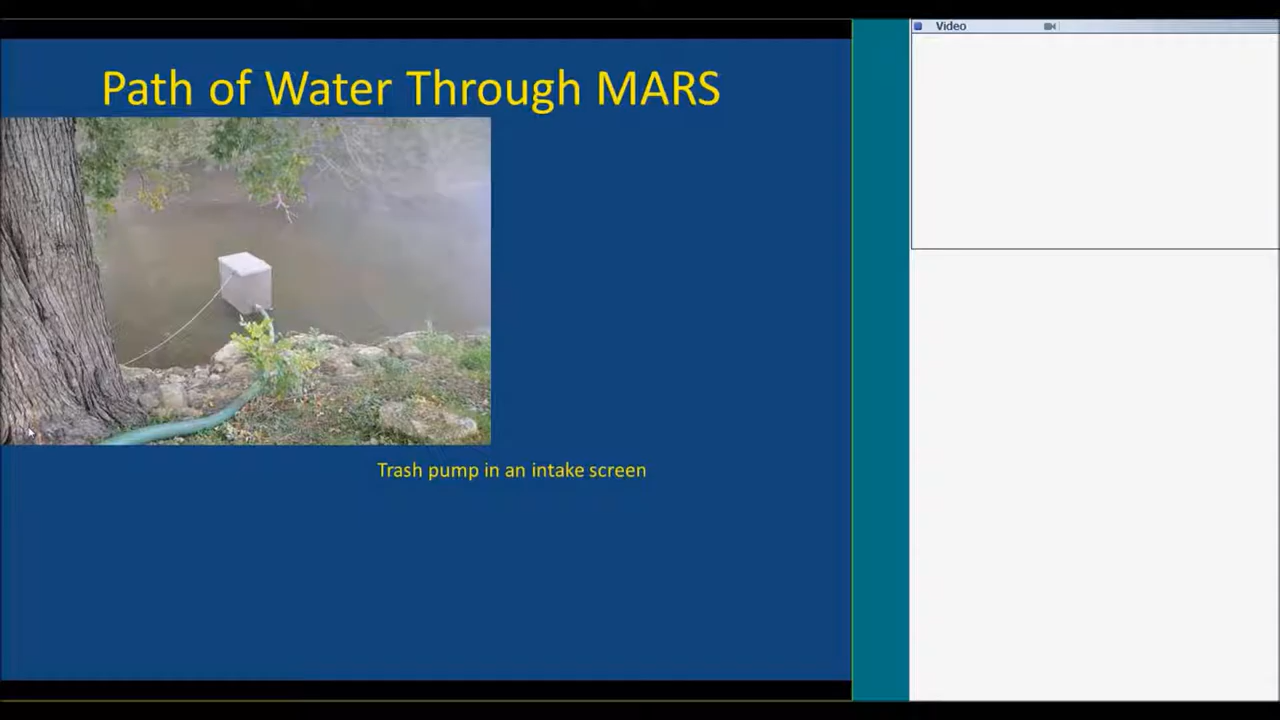 Video
Path of Water Through MARS
Trash pump in an intake screen